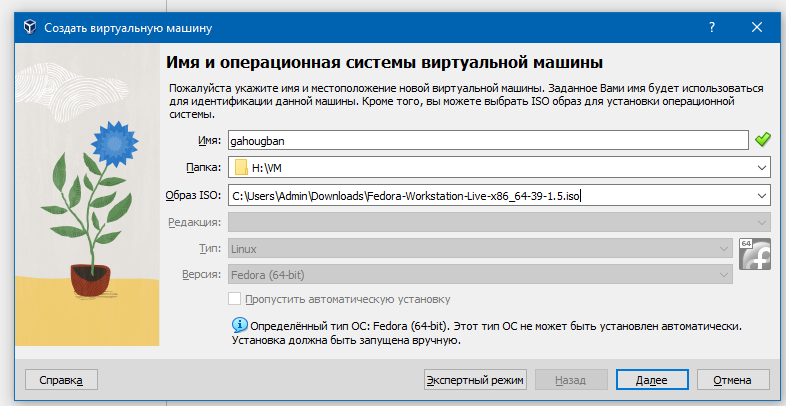 Создать виртуальную машину
Имя и операционная системы виртуальной машины
Пожалуйста укажите имя и местоположение новой виртуальной машины. Заданное Вами имя будет использоваться
для идентификации данной машины. Кроме того, вы можете выбрать ISO образ для установки операционной
системы.
Имя: gahougban
Папка: H:\VM
Образ ISO: C:\Users\Admin\Downloads\Fedora-Workstation-Live-x86_64-39-1.5.iso
Редакция:
Тип: Linux
64
Версия: Fedora (64-bit)
Пропустить автоматическую установку
Определённый тип ОС: Fedora (64-bit). Этот тип ОС не может быть установлен автоматически.
Установка должна быть запущена вручную.
Справка Экспертный режим Назад Далее Отмена